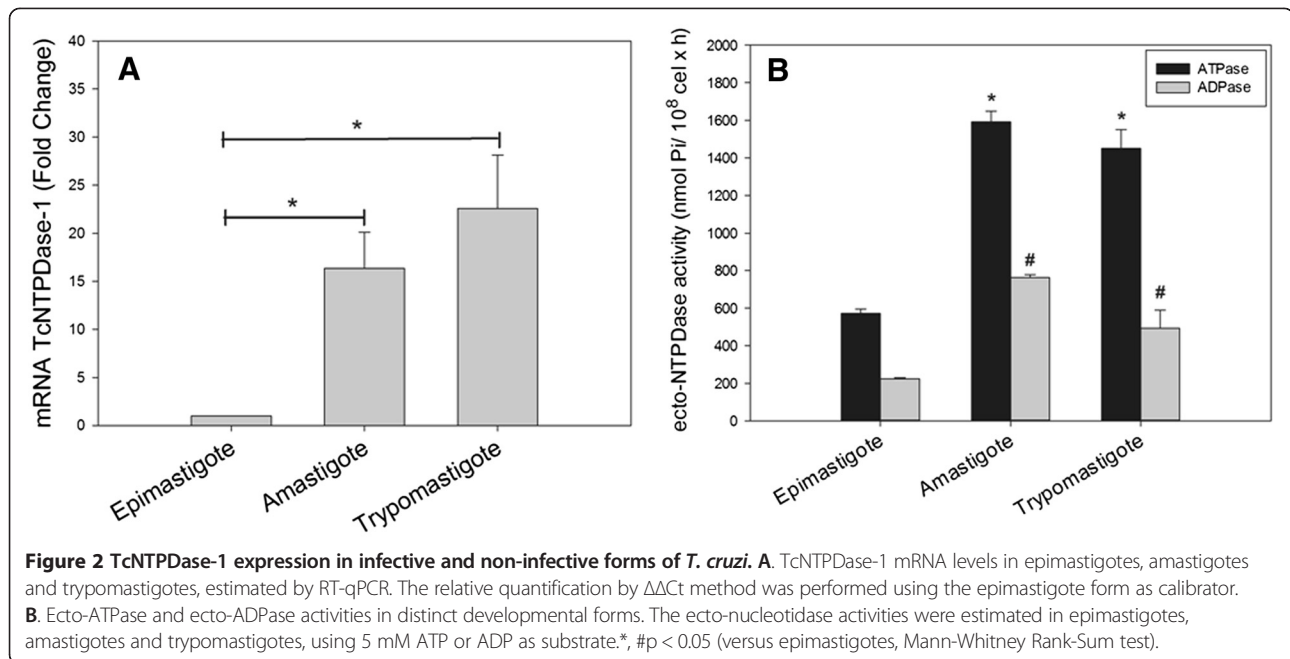 A
mRNA TcNTPDase-1 (Fold Change)
40
35
30
25
20
15
10
5
0
*
*
Epimastigote
Amastigote
Trypomastigote
B
ecto-NTPDase activity (nmol Pi/ 10⁸ cel x h)
2000
1800
1600
1400
1200
1000
800
600
400
200
0
ATPase
ADPase
*
*
#
#
Epimastigote
Amastigote
Trypomastigote
Figure 2 TcNTPDase-1 expression in infective and non-infective forms of T. cruzi. A. TcNTPDase-1 mRNA levels in epimastigotes, amastigotes
and trypomastigotes, estimated by RT-qPCR. The relative quantification by ΔΔCt method was performed using the epimastigote form as calibrator.
B. Ecto-ATPase and ecto-ADPase activities in distinct developmental forms. The ecto-nucleotidase activities were estimated in epimastigotes,
amastigotes and trypomastigotes, using 5 mM ATP or ADP as substrate.*, #p < 0.05 (versus epimastigotes, Mann-Whitney Rank-Sum test).